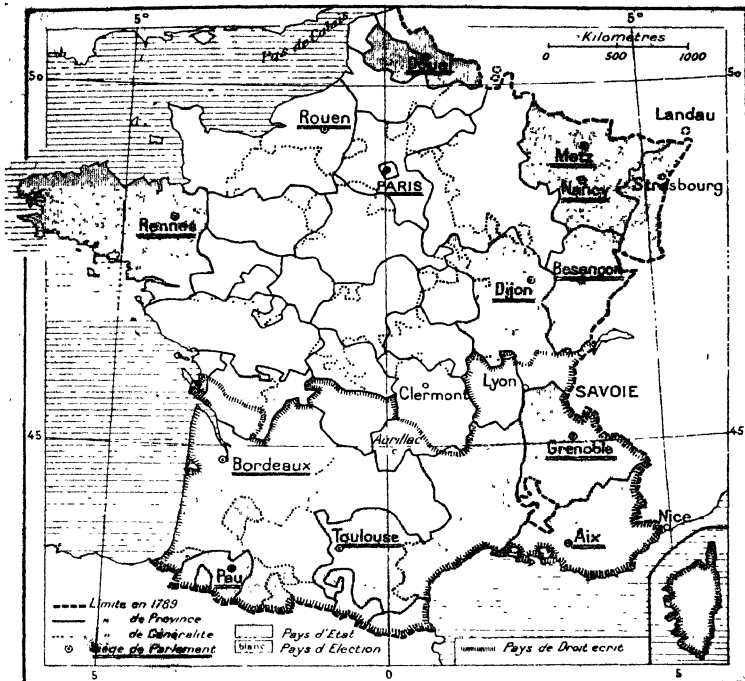 5° 5°
Kilomètres
0 500 1000
Pas de Calais
50 50
Rouen
Landau
Metz
PARIS
Nancy
Strasbourg
Rennes
Besançon
Dijon
Clermont
Lyon
SAVOIE
45 45
Aurillac
Grenoble
Bordeaux
Nice
Toulouse
Aix
Pau
Limite en 1789
" de Province
" de Généralité
Pays d'Etat
Siège de Parlement
blanc
Pays d Election
Pays de Droit ecrit
5 0 5